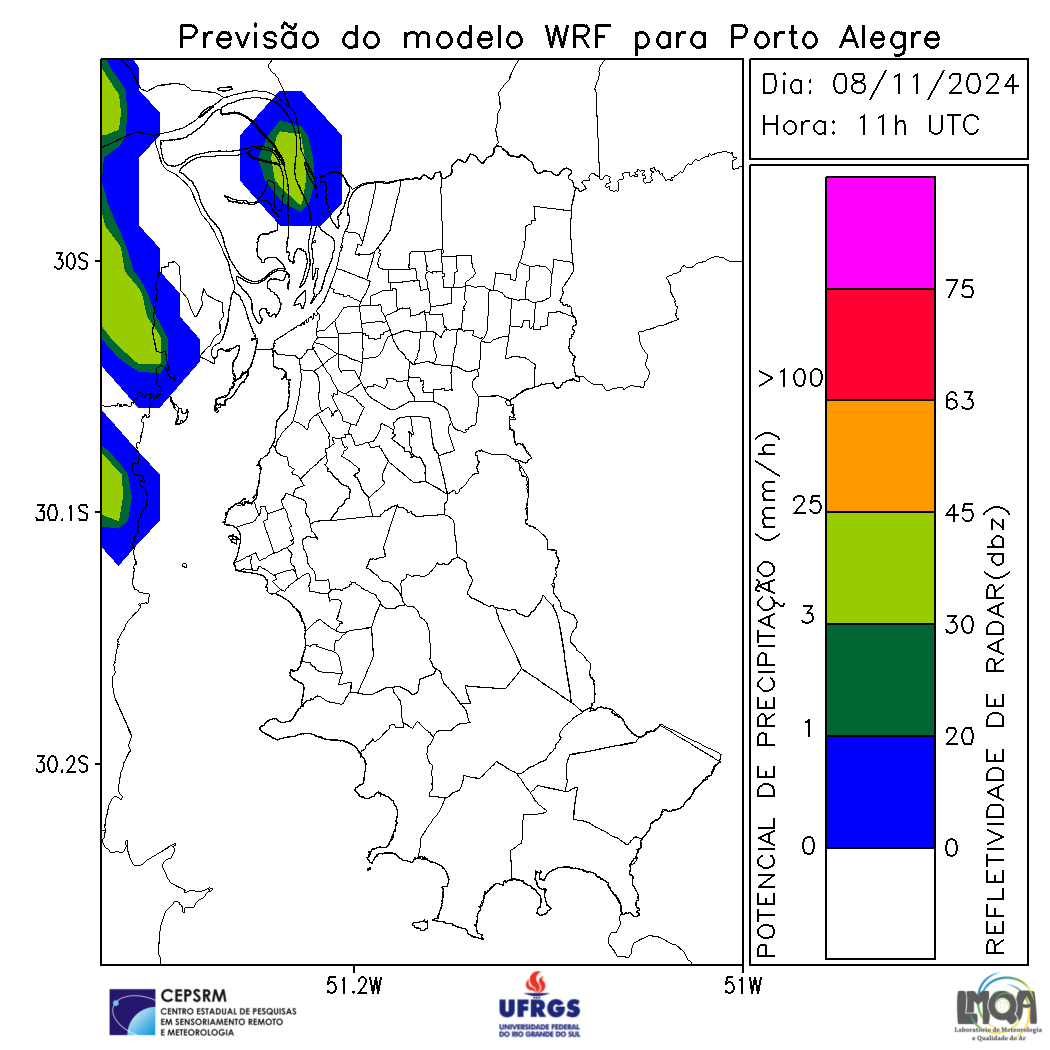 Previsão do modelo WRF para Porto Alegre
Dia: 08/11/2024
Hora: 11h UTC
30S
30.1S
30.2S
51.2W
51W
POTENCIAL DE PRECIPITAÇÃO (mm/h)
>100
25
3
1
0
75
63
45
30
20
0
REFLETIVIDADE DE RADAR(dbz)
CEPSRM
CENTRO ESTADUAL DE PESQUISAS
EM SENSORIAMENTO REMOTO
E METEOROLOGIA
UFRGS
UNIVERSIDADE FEDERAL
DO RIO GRANDE DO SUL
LMQA
Laboratório de Meteorologia
e Qualidade do Ar